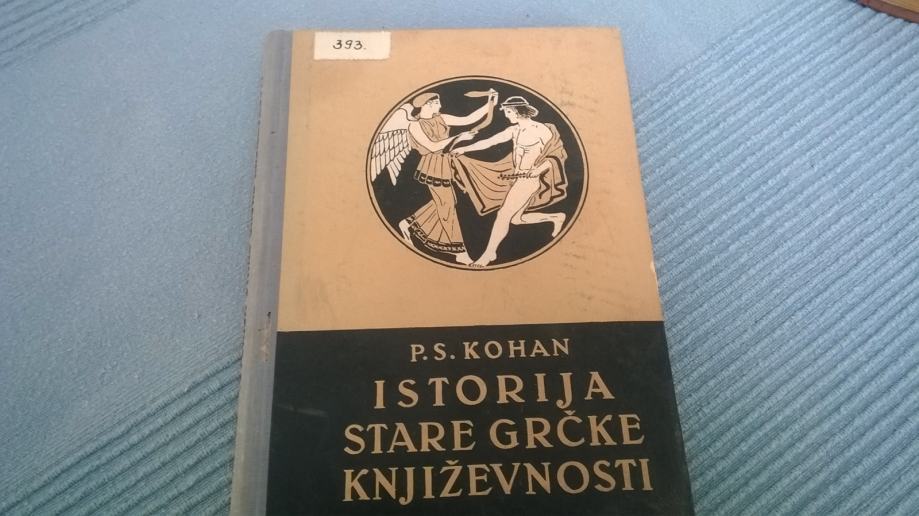 393.
P.S. KOHAN
ISTORIJA
STARE GRČKE
KNJIŽEVNOSTI